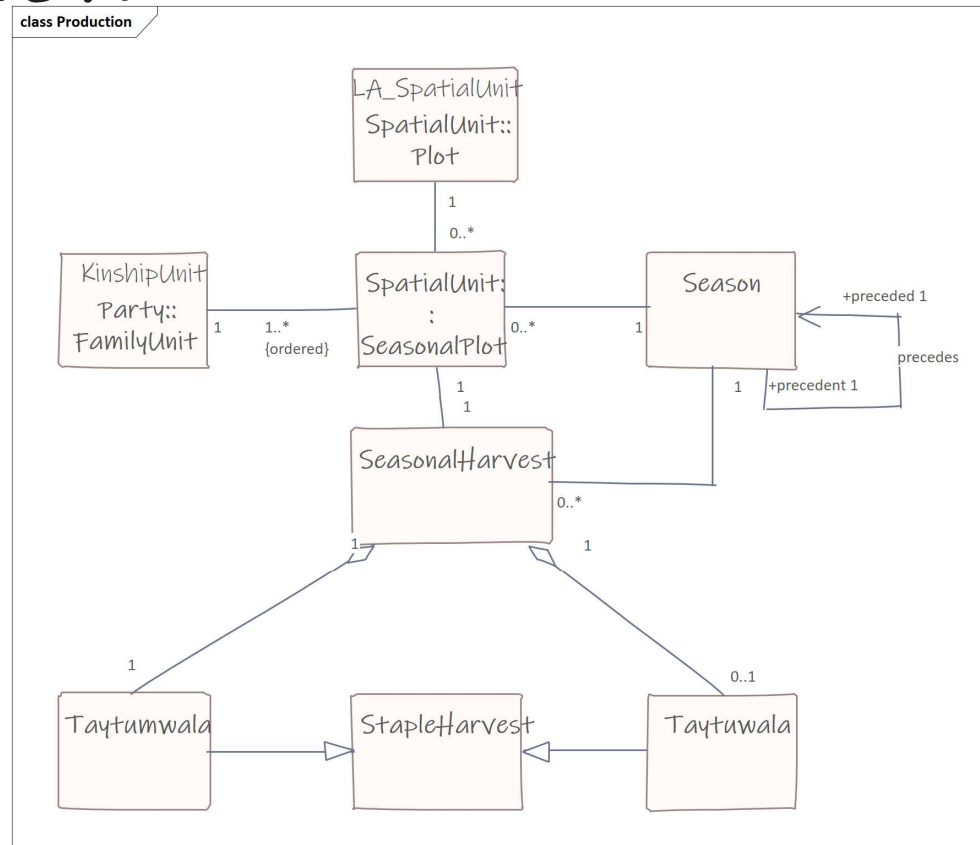 class Production
LA_SpatialUnit
SpatialUnit::
Plot
1
0..*
KinshipUnit
Party::
FamilyUnit
1
1..*
{ordered}
SpatialUnit:
:
SeasonalPlot
0..*
1
Season
+preceded 1
precedes
+precedent 1
1
1
1
SeasonalHarvest
0..*
1
1
1
0..1
Taytumwala
StapleHarvest
Taytuwala